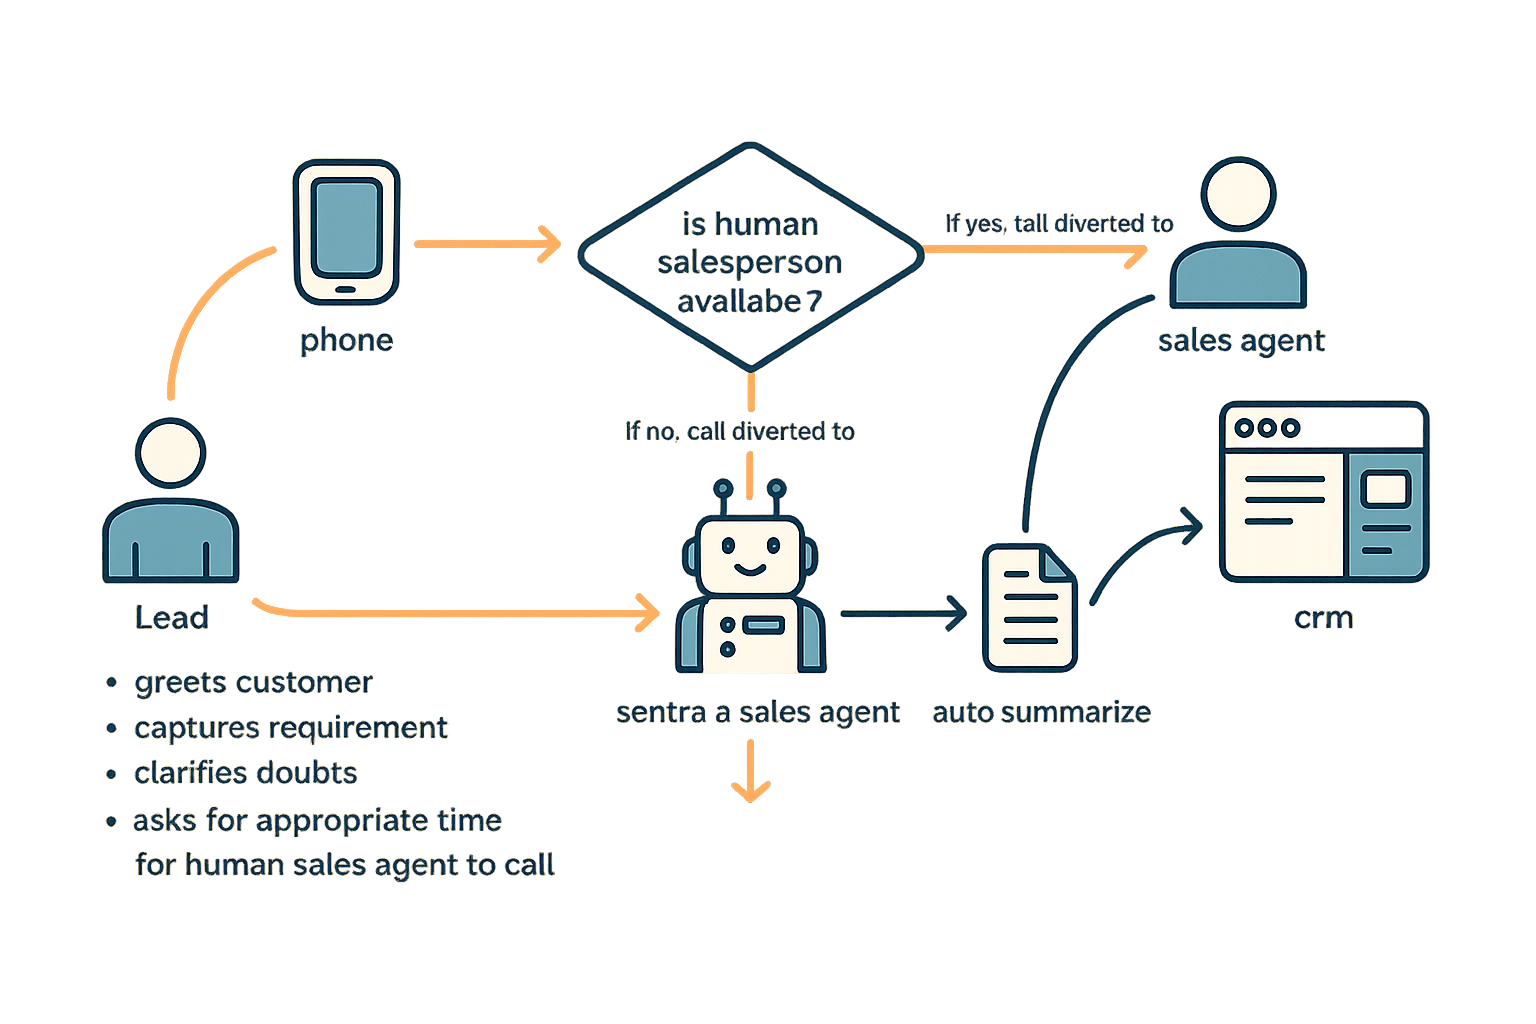 is human
salesperson
avallabe?
If yes, tall diverted to
phone
sales agent
If no, call diverted to
Lead
crm
greets customer
captures requirement
clarifies doubts
asks for appropriate time
for human sales agent to call
sentra a sales agent
auto summarize